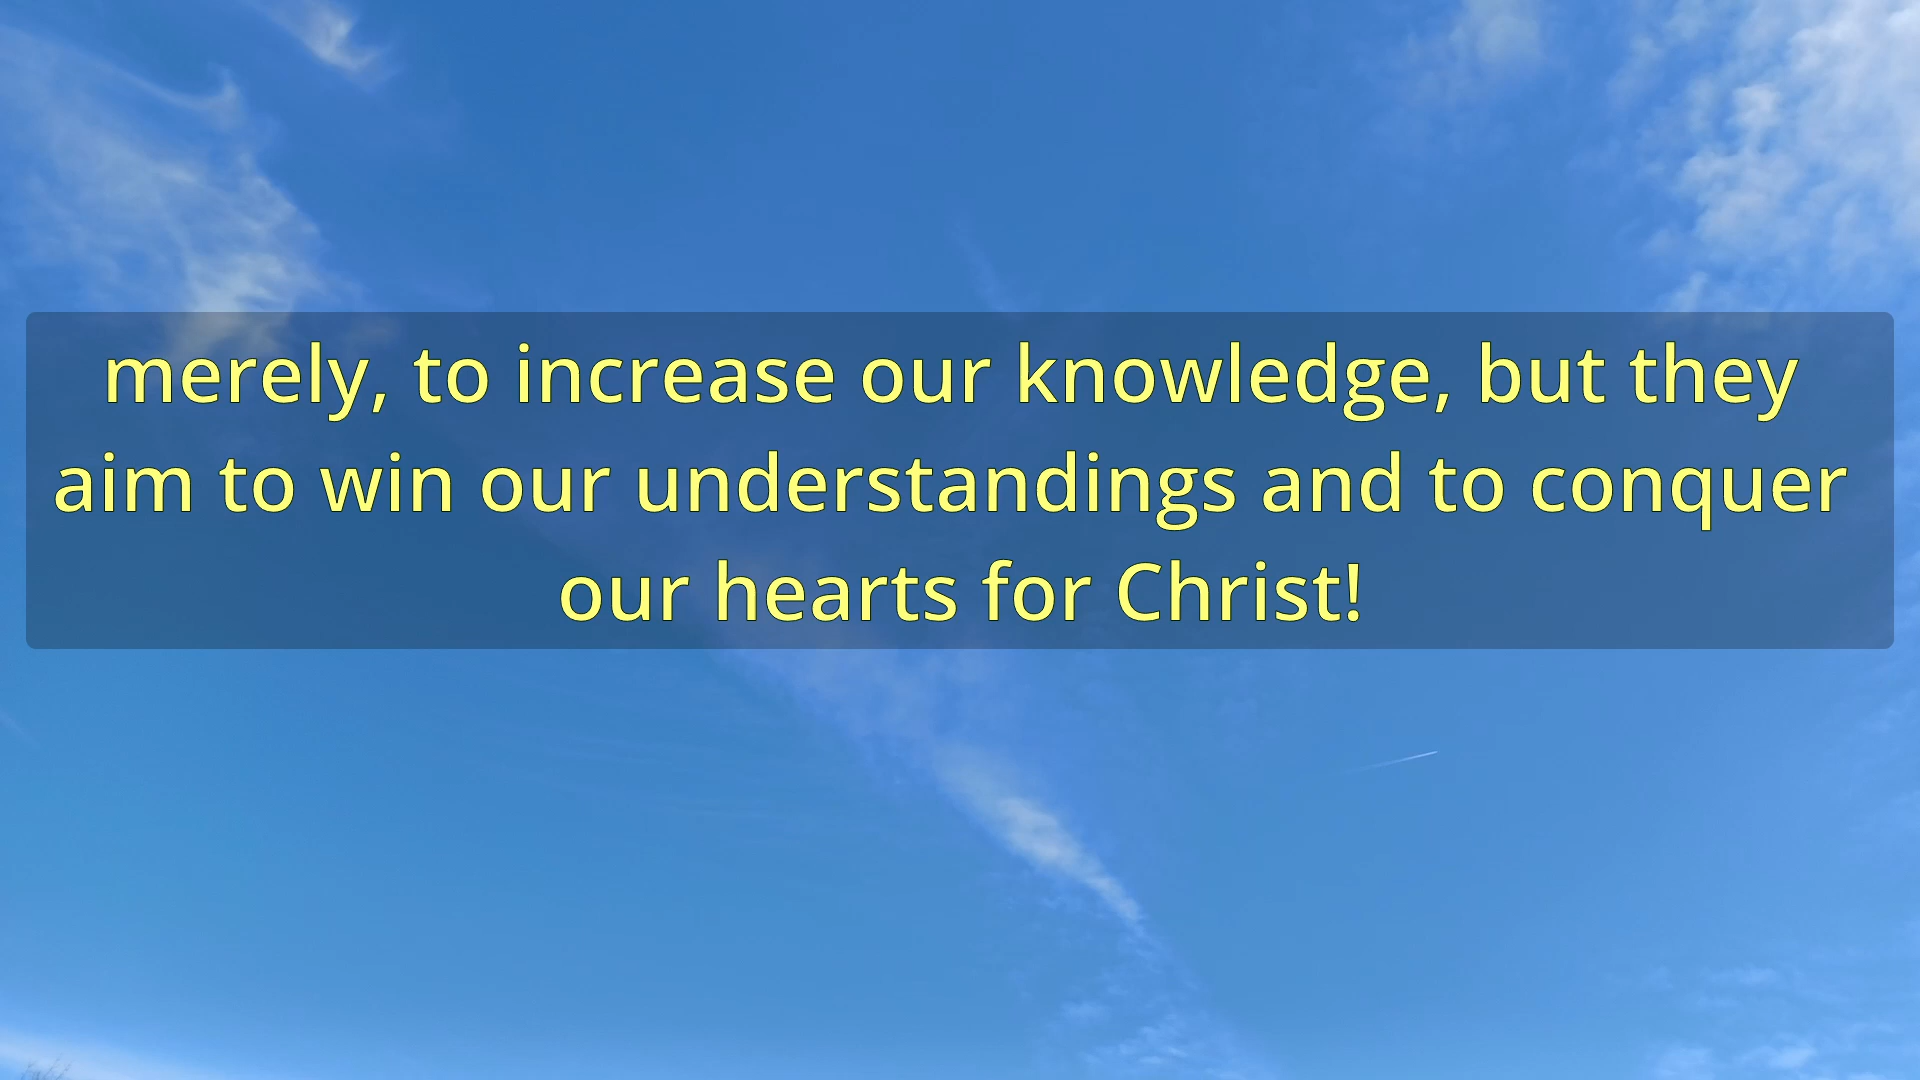 merely, to increase our knowledge, but they
aim to win our understandings and to conquer
our hearts for Christ!